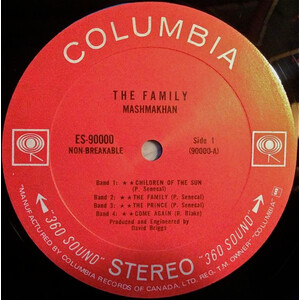 COLUMBIA
THE FAMILY
MASHMAKHAN
ES-90000
NON-BREAKABLE
Side 1
(90000-A)
Band 1: ★★CHILDREN OF THE SUN
(P. Senecal)
Band 2: ★★THE FAMILY (P. Senecal)
Band 3: ★★THE PRINCE (P. Senecal)
Band 4: ★★COME AGAIN (R. Blake)
Produced and Engineered by
David Briggs
"360 SOUND" STEREO "360 SOUND"
"MANUFACTURED BY COLUMBIA RECORDS OF CANADA, LTD. REG. T.M. OWNER" "COLUMBIA"